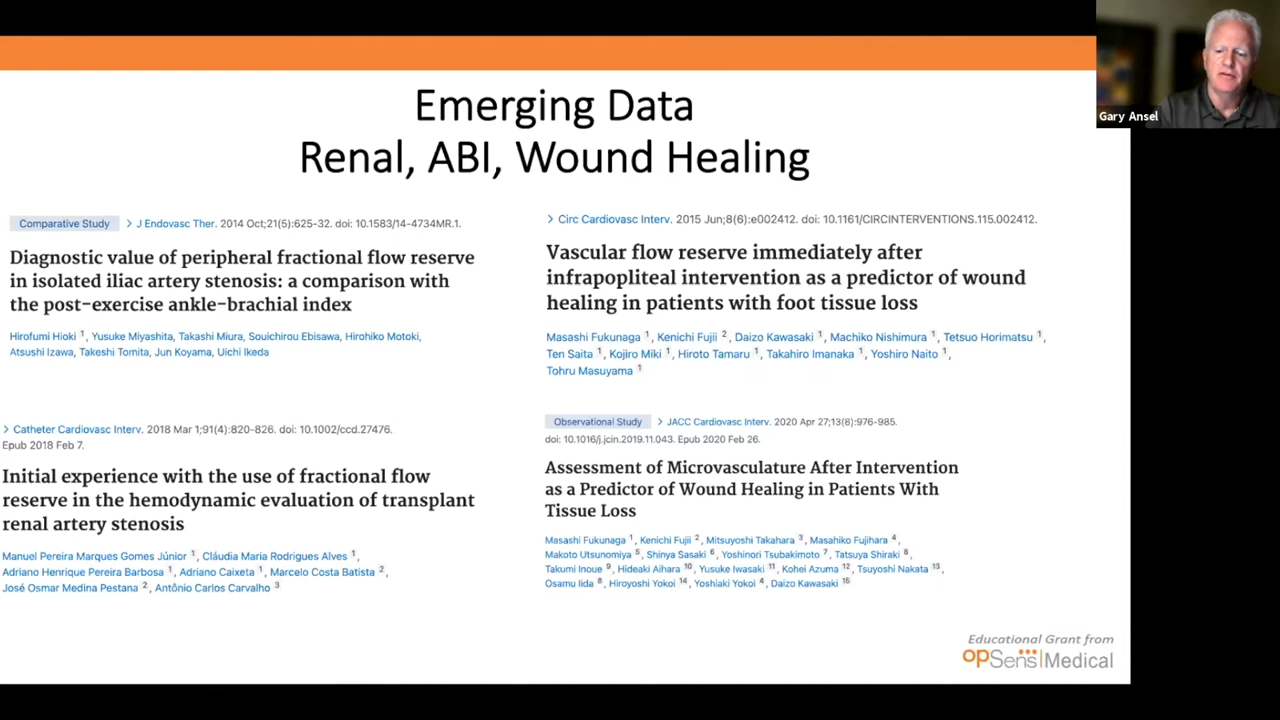 Emerging Data
Renal, ABI, Wound Healing
Gary Ansel
Comparative Study > J Endovasc Ther. 2014 Oct;21(5):625-32. doi: 10.1583/14-4734MR.1.
Diagnostic value of peripheral fractional flow reserve
in isolated iliac artery stenosis: a comparison with
the post-exercise ankle-brachial index
Hirofumi Hioki 1, Yusuke Miyashita, Takashi Miura, Souichirou Ebisawa, Hirohiko Motoki,
Atsushi Izawa, Takeshi Tomita, Jun Koyama, Uichi Ikeda
> Catheter Cardiovasc Interv. 2018 Mar 1;91(4):820-826. doi: 10.1002/ccd.27476.
Epub 2018 Feb 7.
Initial experience with the use of fractional flow
reserve in the hemodynamic evaluation of transplant
renal artery stenosis
Manuel Pereira Marques Gomes Júnior 1, Cláudia Maria Rodrigues Alves 1,
Adriano Henrique Pereira Barbosa 1, Adriano Caixeta 1, Marcelo Costa Batista 2,
José Osmar Medina Pestana 2, Antônio Carlos Carvalho 3
> Circ Cardiovasc Interv. 2015 Jun;8(6):e002412. doi: 10.1161/CIRCINTERVENTIONS.115.002412.
Vascular flow reserve immediately after
infrapopliteal intervention as a predictor of wound
healing in patients with foot tissue loss
Masashi Fukunaga 1, Kenichi Fujii 2, Daizo Kawasaki 1, Machiko Nishimura 1, Tetsuo Horimatsu 1,
Ten Saita 1, Kojiro Miki 1, Hiroto Tamaru 1, Takahiro Imanaka 1, Yoshiro Naito 1,
Tohru Masuyama 1
Observational Study > JACC Cardiovasc Interv. 2020 Apr 27;13(8):976-985.
doi: 10.1016/j.jcin.2019.11.043. Epub 2020 Feb 26.
Assessment of Microvasculature After Intervention
as a Predictor of Wound Healing in Patients With
Tissue Loss
Masashi Fukunaga 1, Kenichi Fujii 2, Mitsuyoshi Takahara 3, Masahiko Fujihara 4,
Makoto Utsunomiya 5, Shinya Sasaki 6, Yoshinori Tsubakimoto 7, Tatsuya Shiraki 8,
Takumi Inoue 9, Hideaki Aihara 10, Yusuke Iwasaki 11, Kohei Azuma 12, Tsuyoshi Nakata 13,
Osamu Iida 8, Hiroyoshi Yokoi 14, Yoshiaki Yokoi 4, Daizo Kawasaki 15
Educational Grant from
opSens Medical